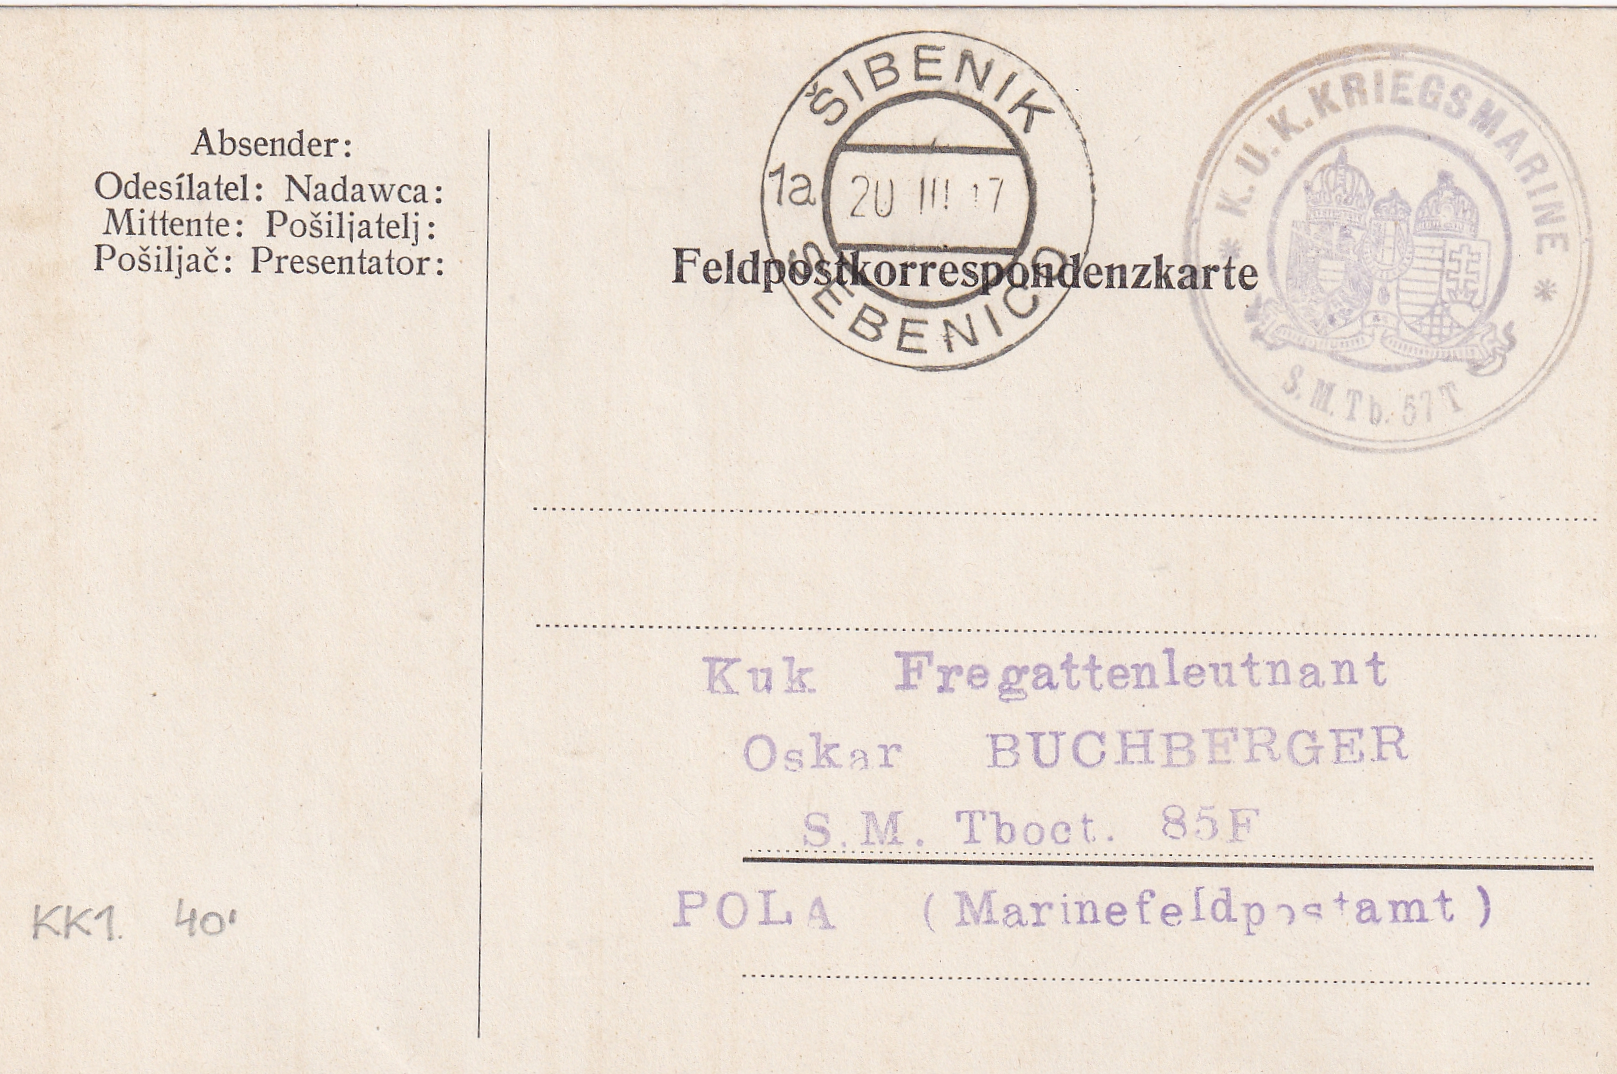 Absender:
Odesílatel: Nadawca:
Mittente: Pošiljatelj:
Pošiljač: Presentator:
ŠIBENIK
1a
20 III 17
SEBENICO
Feldpostkorrespondenzkarte
* K.U.K. KRIEGSMARINE *
S.M.Tb. 57 T
Kuk Fregattenleutnant
Oskar BUCHBERGER
S.M. Tboot. 85F
POLA (Marinefeldpostamt)
KK1. 40'